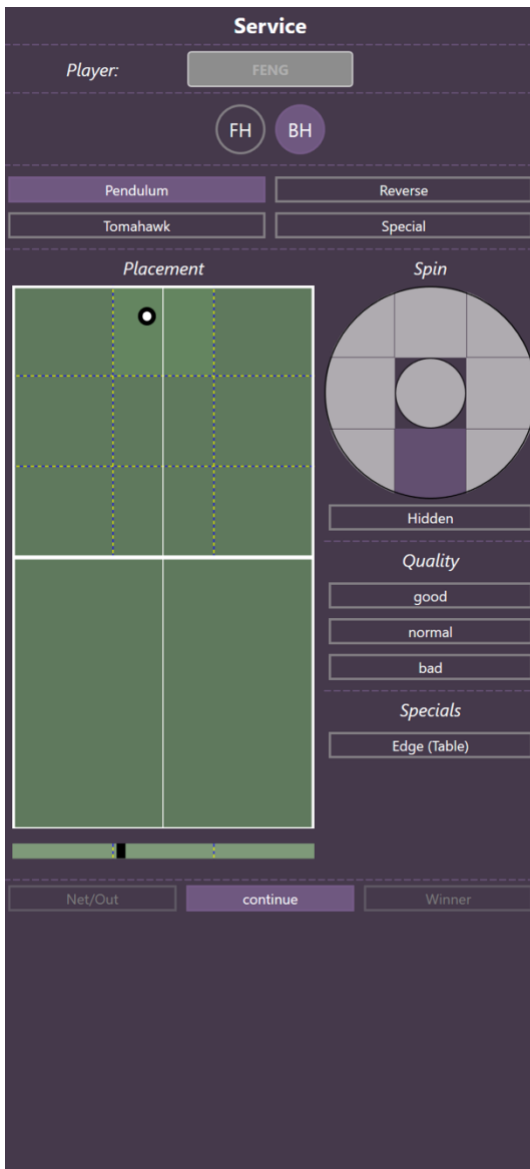 Service
Player: FENG
FH BH
Pendulum Reverse
Tomahawk Special
Placement Spin
Hidden
Quality
good
normal
bad
Specials
Edge (Table)
Net/Out continue Winner